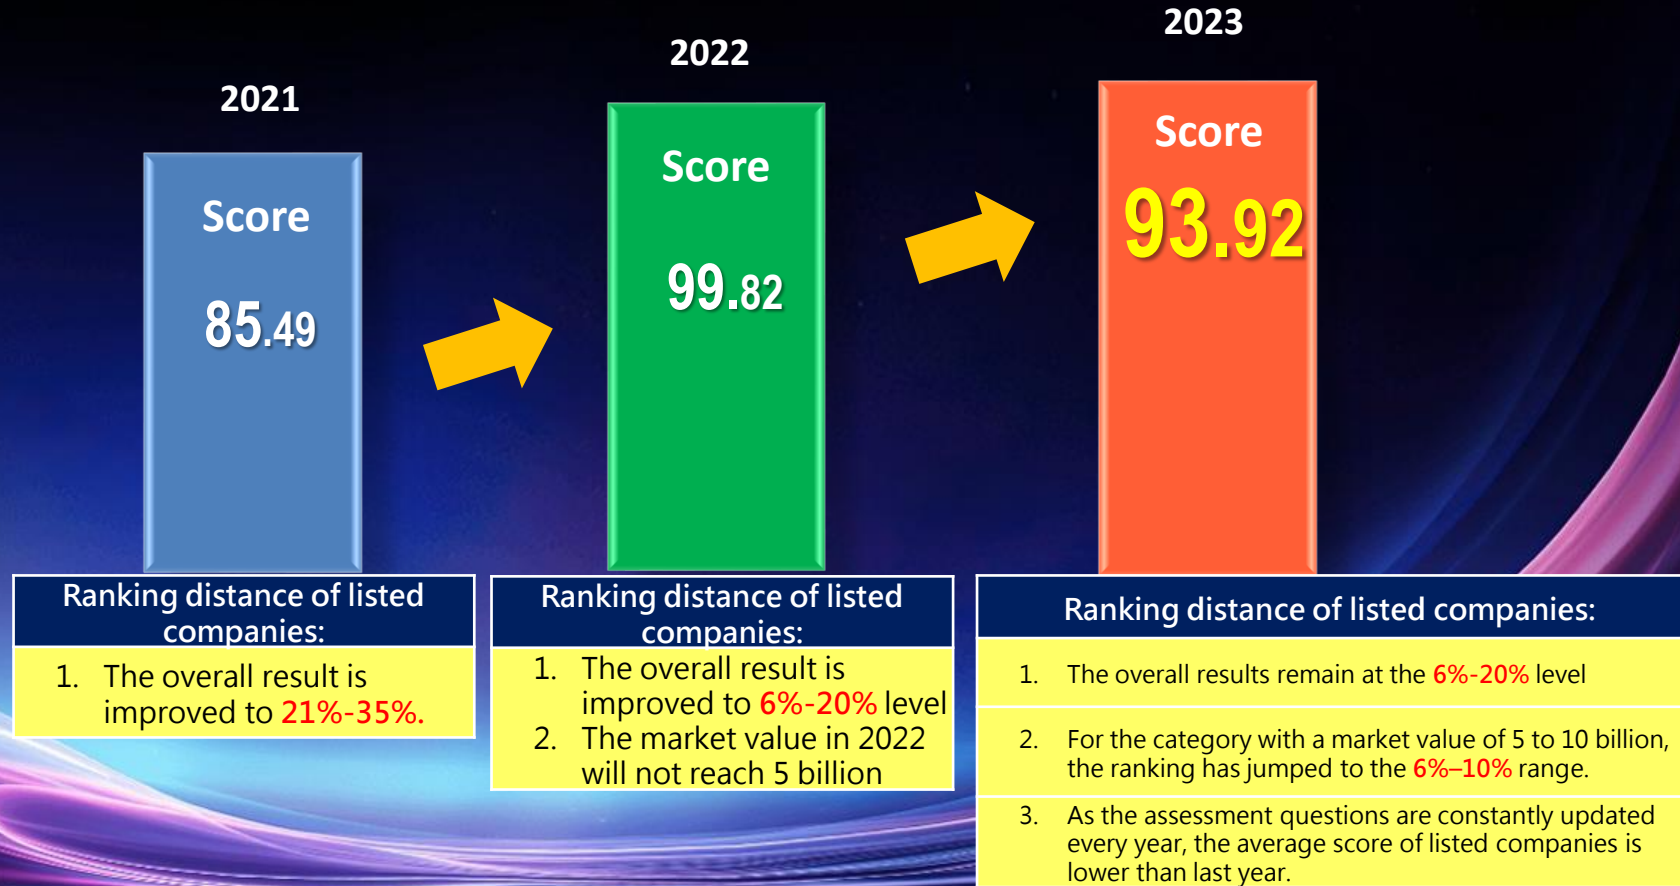 2021
Score
85.49
Ranking distance of listed
companies:
1. The overall result is
improved to 21%-35%.
2022
Score
99.82
Ranking distance of listed
companies:
1. The overall result is
improved to 6%-20% level
2. The market value in 2022
will not reach 5 billion
2023
Score
93.92
Ranking distance of listed companies:
1. The overall results remain at the 6%-20% level
2. For the category with a market value of 5 to 10 billion,
the ranking has jumped to the 6%–10% range.
3. As the assessment questions are constantly updated
every year, the average score of listed companies is
lower than last year.